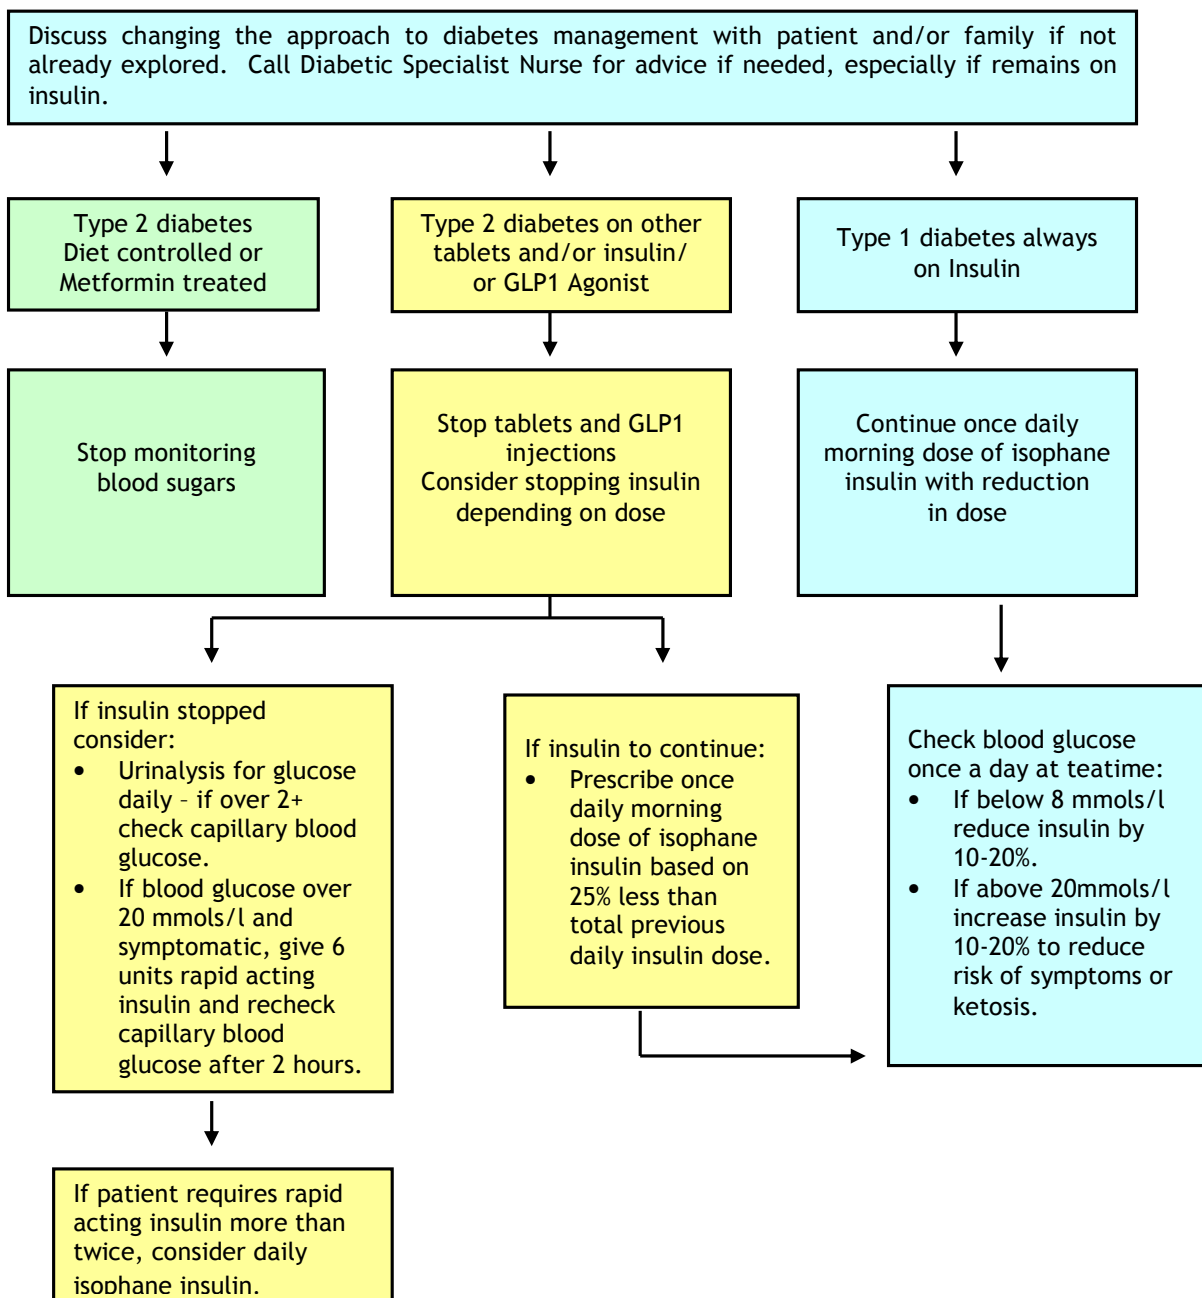 Discuss changing the approach to diabetes management with patient and/or family if not
already explored. Call Diabetic Specialist Nurse for advice if needed, especially if remains on
insulin.
Type 2 diabetes
Diet controlled or
Metformin treated
Type 2 diabetes on other
tablets and/or insulin/
or GLP1 Agonist
Type 1 diabetes always
on Insulin
Stop monitoring
blood sugars
Stop tablets and GLP1
injections
Consider stopping insulin
depending on dose
Continue once daily
morning dose of isophane
insulin with reduction
in dose
If insulin stopped
consider:
• Urinalysis for glucose
daily – if over 2+
check capillary blood
glucose.
• If blood glucose over
20 mmols/l and
symptomatic, give 6
units rapid acting
insulin and recheck
capillary blood
glucose after 2 hours.
If insulin to continue:
• Prescribe once
daily morning
dose of isophane
insulin based on
25% less than
total previous
daily insulin dose.
Check blood glucose
once a day at teatime:
• If below 8 mmols/l
reduce insulin by
10-20%.
• If above 20mmols/l
increase insulin by
10-20% to reduce
risk of symptoms or
ketosis.
If patient requires rapid
acting insulin more than
twice, consider daily
isophane insulin.